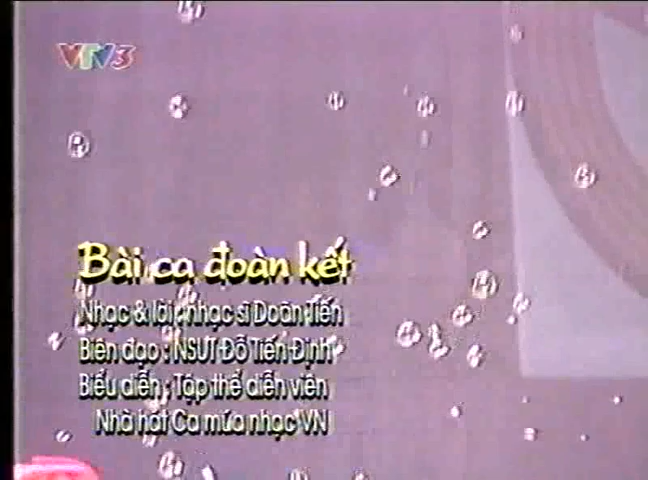 VTV3
Bài ca đoàn kết
Nhạc & lời : nhạc sĩ Doãn Tiến
Biên đạo : NSƯT Đỗ Tiến Định
Biểu diễn : Tập thể diễn viên
Nhà hát Ca múa nhạc VN